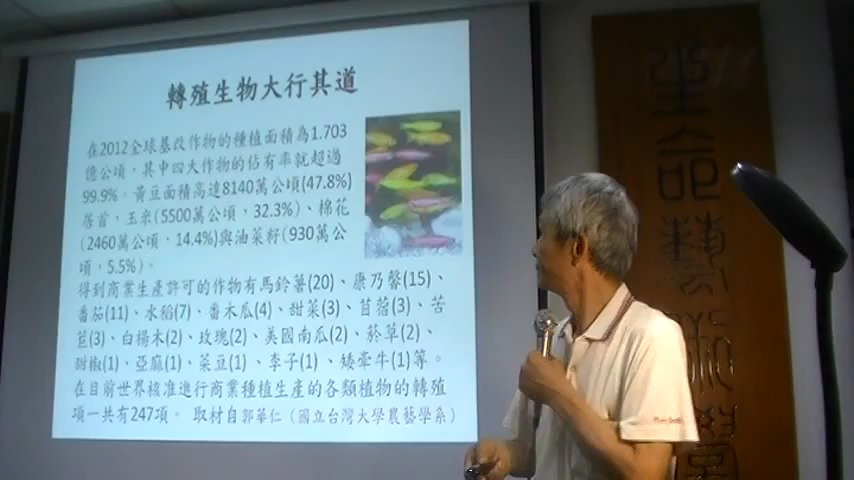 轉殖生物大行其道
在2012全球基改作物的種植面積為1.703
億公頃，其中四大作物的佔有率就超過
99.9%。黃豆面積高達8140萬公頃(47.8%)
居首，玉米(5500萬公頃，32.3%)、棉花
(2460萬公頃，14.4%)與油菜籽(930萬公
頃，5.5%)。
得到商業生產許可的作物有馬鈴薯(20)、康乃馨(15)、
番茄(11)、水稻(7)、番木瓜(4)、甜菜(3)、苜蓿(3)、苦
苣(3)、白楊木(2)、玫瑰(2)、美國南瓜(2)、菸草(2)、
甜椒(1)、亞麻(1)、菜豆(1)、李子(1)、矮牽牛(1)等。
在目前世界核准進行商業種植生產的各類植物的轉殖
項一共有247項。 取材自郭華仁（國立台灣大學農藝學系）
生命藝術學